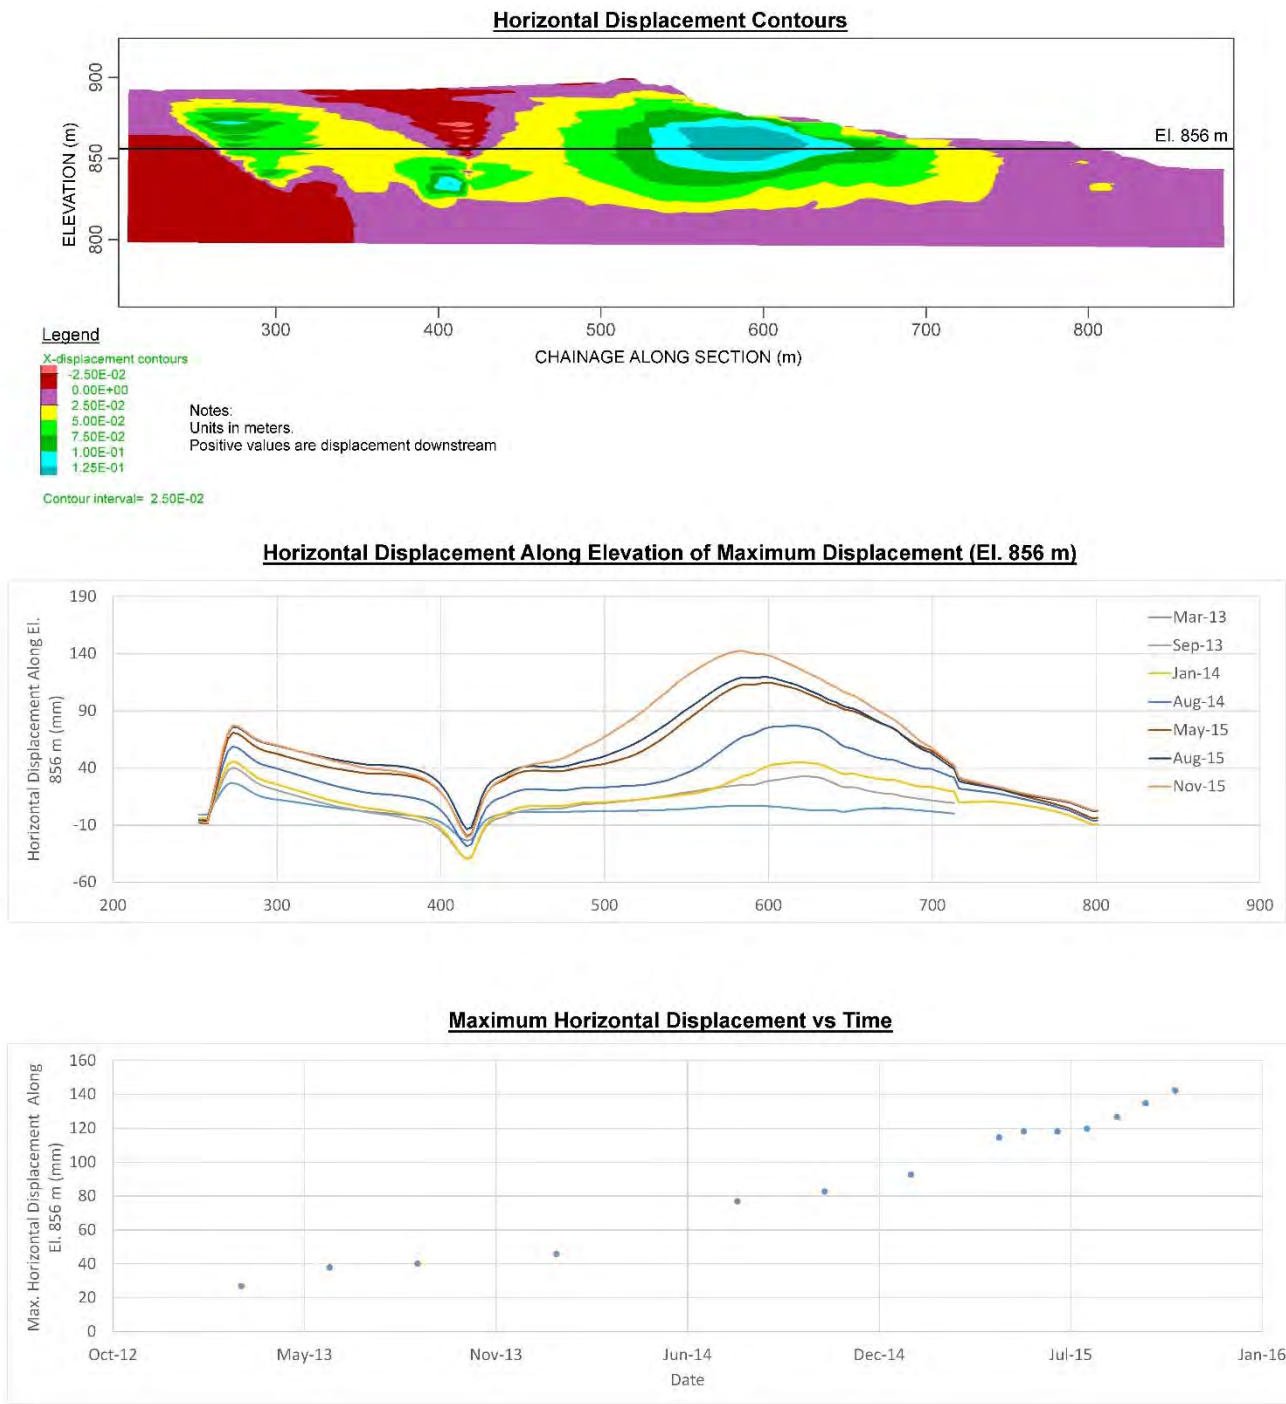 Horizontal Displacement Contours
900
850
800
ELEVATION (m)
El. 856 m
300 400 500 600 700 800
CHAINAGE ALONG SECTION (m)
Legend
X-displacement contours
-2.50E-02
0.00E+00
2.50E-02
5.00E-02
7.50E-02
1.00E-01
1.25E-01
Contour interval= 2.50E-02
Notes:
Units in meters.
Positive values are displacement downstream
Horizontal Displacement Along Elevation of Maximum Displacement (El. 856 m)
Horizontal Displacement Along El.
856 m (mm)
190
140
90
40
-10
-60
200 300 400 500 600 700 800 900
Mar-13
Sep-13
Jan-14
Aug-14
May-15
Aug-15
Nov-15
Maximum Horizontal Displacement vs Time
Max. Horizontal Displacement Along
El. 856 m (mm)
160
140
120
100
80
60
40
20
0
Oct-12 May-13 Nov-13 Jun-14 Dec-14 Jul-15 Jan-16
Date